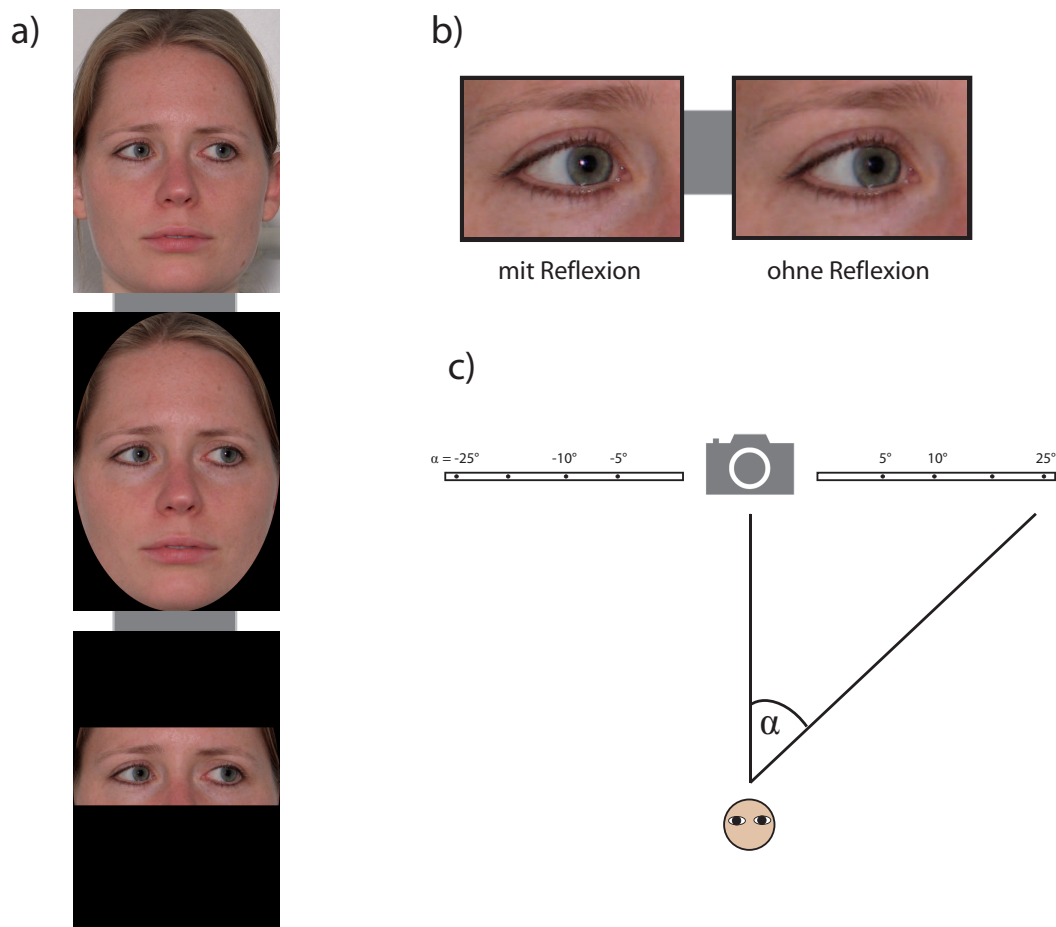 a)
b)
mit Reflexion
ohne Reflexion
c)
α = -25°
-10°
-5°
5°
10°
25°
α